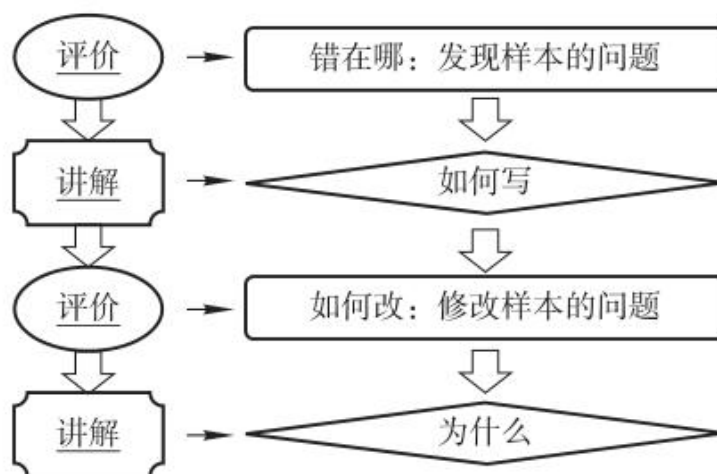 评价
错在哪：发现样本的问题
讲解
如何写
评价
如何改：修改样本的问题
讲解
为什么